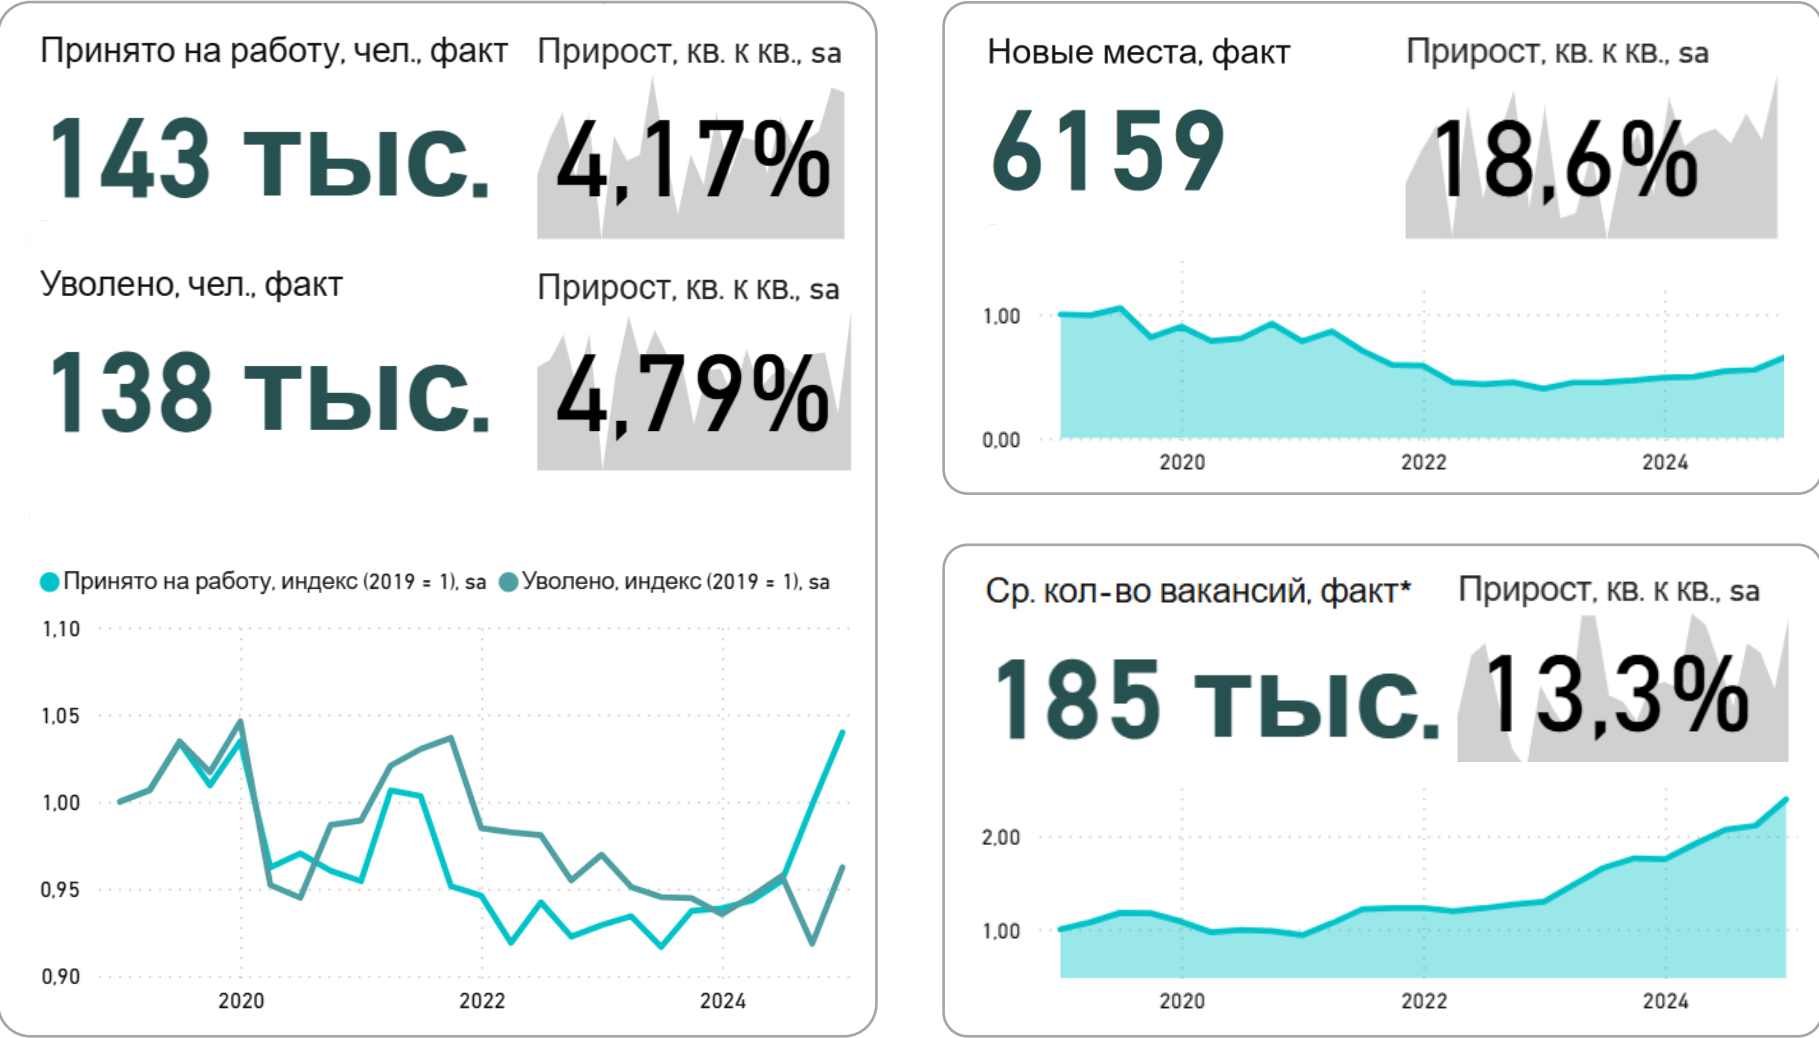 Принято на работу, чел., факт
Прирост, кв. к кв., sa
143 тыс.
4,17%
Уволено, чел., факт
Прирост, кв. к кв., sa
138 тыс.
4,79%
Принято на работу, индекс (2019 = 1), sa
Уволено, индекс (2019 = 1), sa
1,10
1,05
1,00
0,95
0,90
2020 2022 2024
Новые места, факт
Прирост, кв. к кв., sa
6159
18,6%
1,00
0,00
2020 2022 2024
Ср. кол-во вакансий, факт*
Прирост, кв. к кв., sa
185 тыс.
13,3%
2,00
1,00
2020 2022 2024